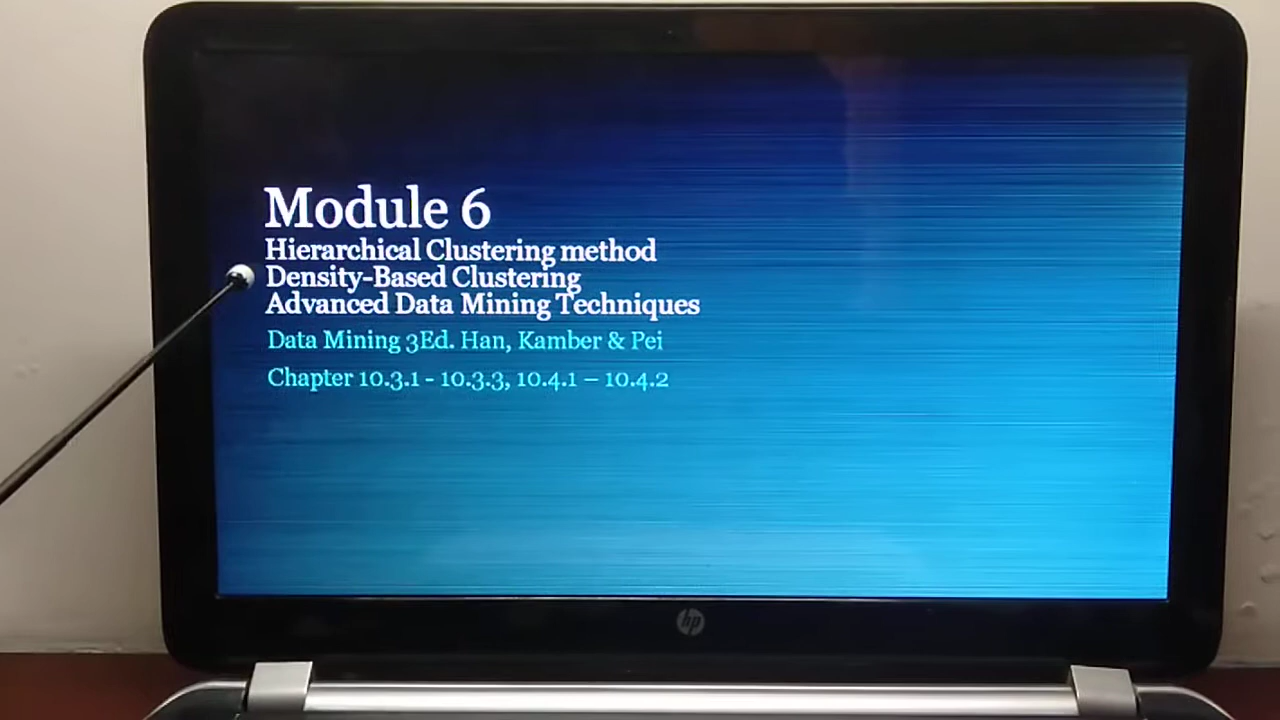 Module 6
Hierarchical Clustering method
Density-Based Clustering
Advanced Data Mining Techniques
Data Mining 3Ed. Han, Kamber & Pei
Chapter 10.3.1 - 10.3.3, 10.4.1 – 10.4.2
hp